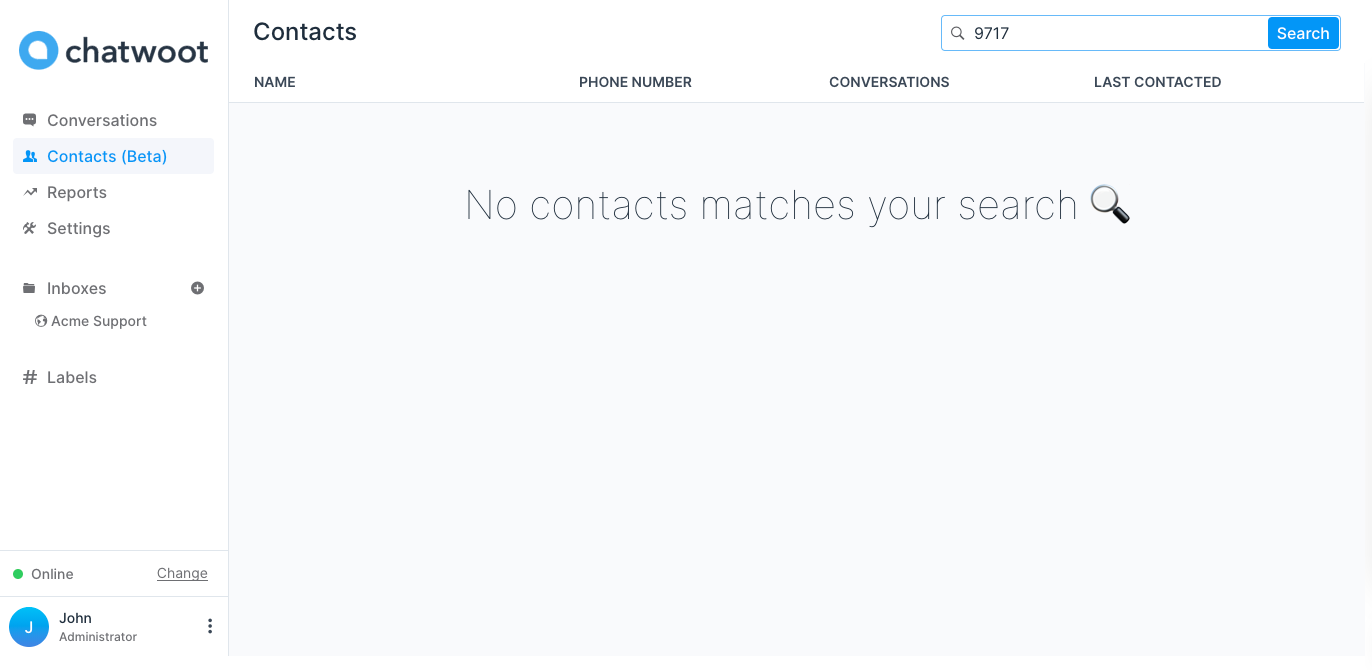 chatwoot
Conversations
Contacts (Beta)
Reports
Settings
Inboxes
Acme Support
Labels
Online Change
J
John
Administrator
Contacts
9717 Search
NAME PHONE NUMBER CONVERSATIONS LAST CONTACTED
No contacts matches your search 🔍